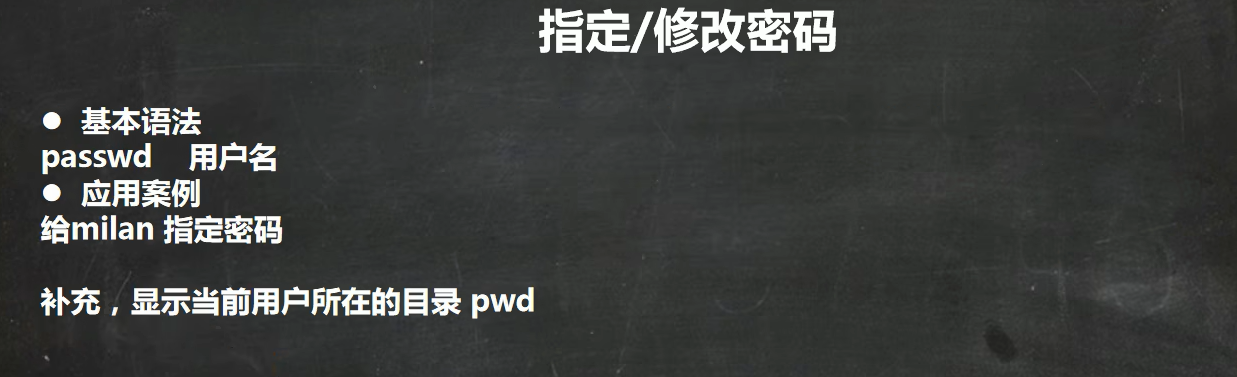 指定/修改密码
● 基本语法
passwd 用户名
● 应用案例
给milan 指定密码
补充，显示当前用户所在的目录 pwd